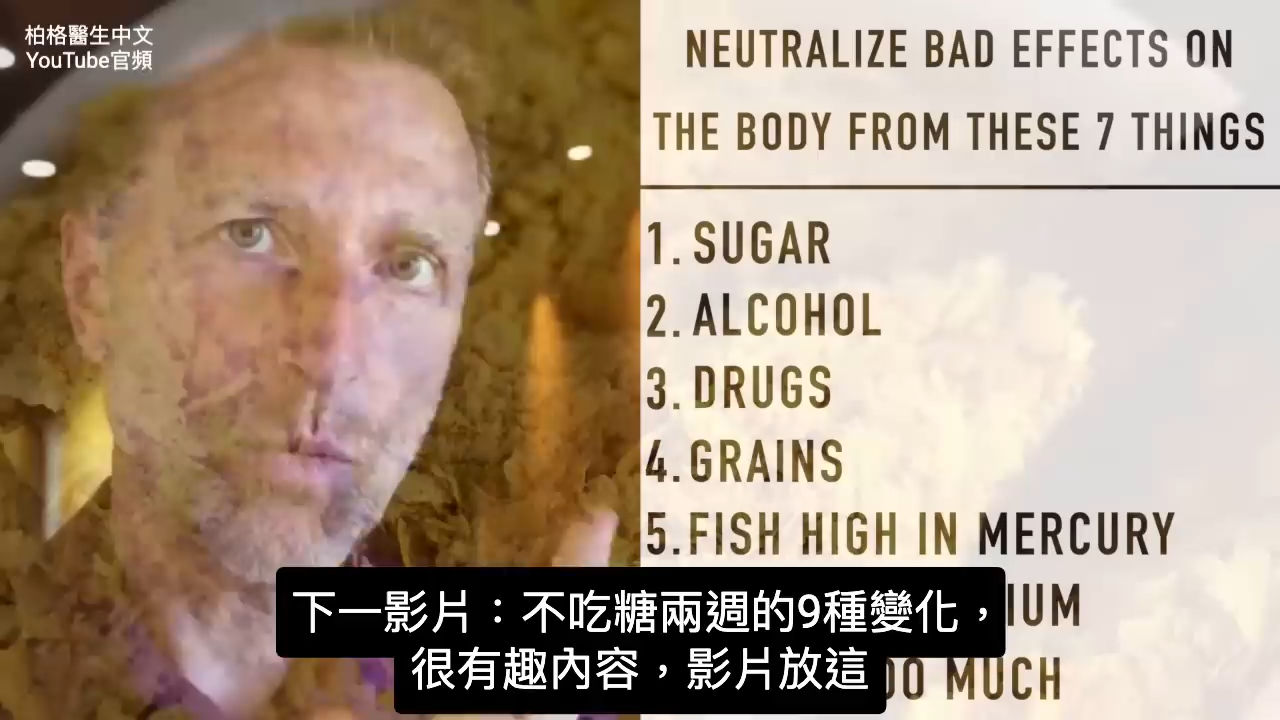 柏格醫生中文
YouTube官頻
NEUTRALIZE BAD EFFECTS ON
THE BODY FROM THESE 7 THINGS
1. SUGAR
2. ALCOHOL
3. DRUGS
4. GRAINS
5. FISH HIGH IN MERCURY
下一影片：不吃糖兩週的9種變化，
很有趣內容，影片放這
MUCH